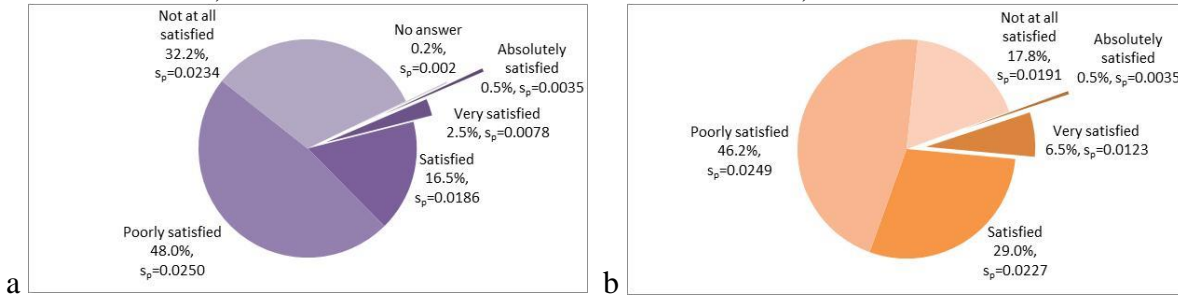 Not at all
satisfied
32.2%,
sp=0.0234
No answer
0.2%,
sp=0.002
Absolutely
satisfied
0.5%, sp=0.0035
Very satisfied
2.5%, sp=0.0078
Satisfied
16.5%,
sp=0.0186
Poorly satisfied
48.0%,
sp=0.0250
a
Not at all
satisfied
17.8%,
sp=0.0191
Absolutely
satisfied
0.5%, sp=0.0035
Very satisfied
6.5%, sp=0.0123
Poorly satisfied
46.2%,
sp=0.0249
Satisfied
29.0%,
sp=0.0227
b